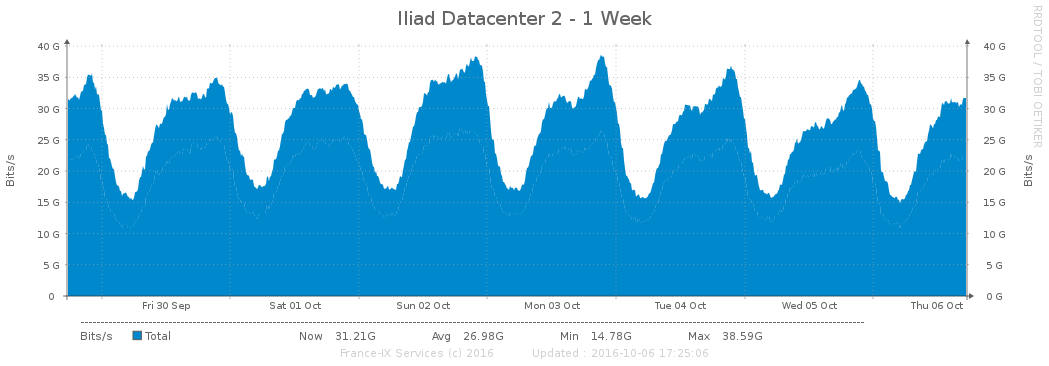 Iliad Datacenter 2 - 1 Week
RRDTOOL / TOBI OETIKER
40 G 40 G
35 G 35 G
30 G 30 G
25 G 25 G
20 G 20 G
15 G 15 G
10 G 10 G
5 G 5 G
0 0 G
Bits/s Bits/s
Fri 30 Sep Sat 01 Oct Sun 02 Oct Mon 03 Oct Tue 04 Oct Wed 05 Oct Thu 06 Oct
Bits/s Total Now 31.21G Avg 26.98G Min 14.78G Max 38.59G
France-IX Services (c) 2016 Updated : 2016-10-06 17:25:06